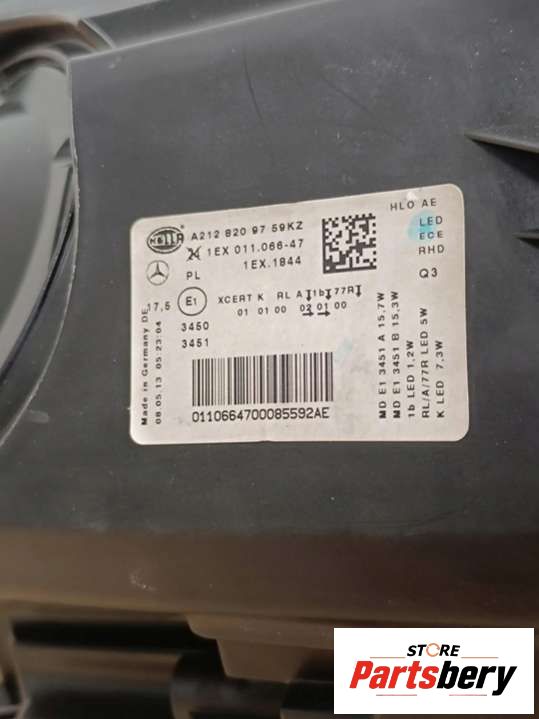 HELLA
A212 820 97 59KZ
1EX 011.066-47
PL 1EX.1844
17,5 E1 XCERT K RL A 1b 77R
01 01 00 02 01 00
3450
3451
0110664700085592AE
Made in Germany DE
08.05.13 05:23:04
HLO AE
LED
ECE
RHD
Q3
MD E1 3451 A 15,7W
MD E1 3451 B 15,3W
1b LED 1,2W
RL/A/77R LED 5W
K LED 7,3W
STORE
Partsbery